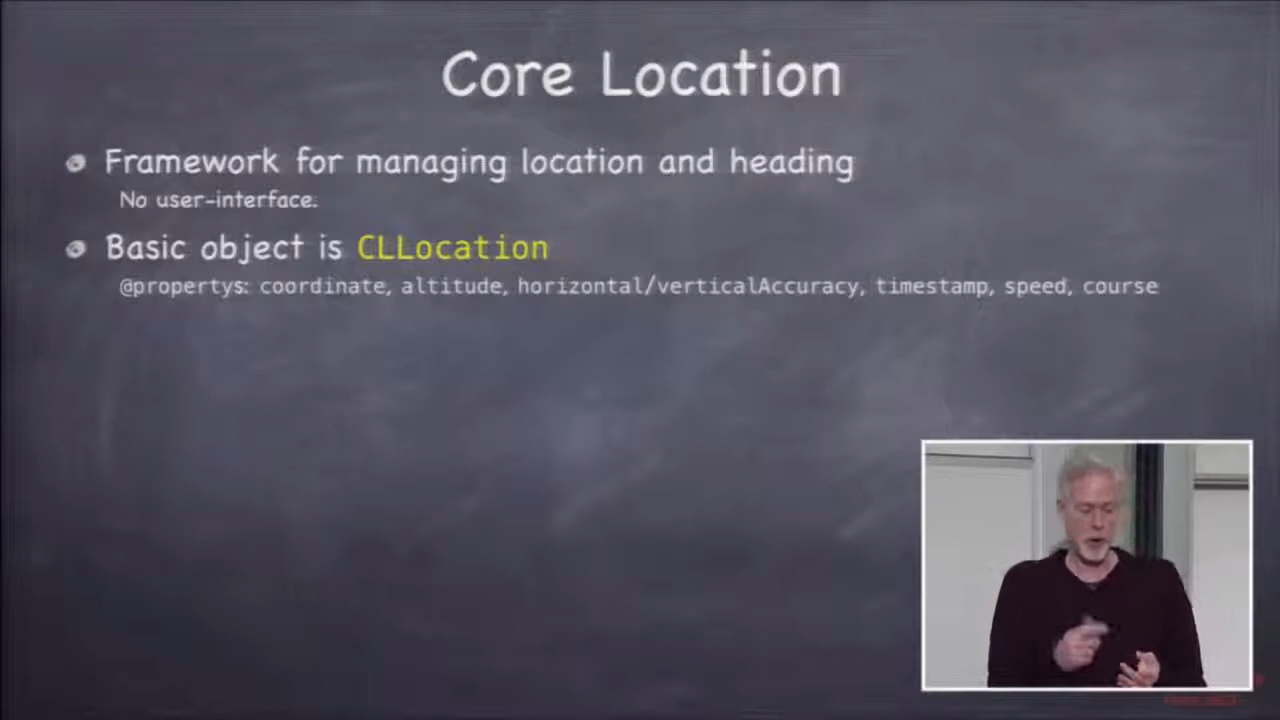 Core Location
Framework for managing location and heading
No user-interface.
Basic object is CLLocation
@propertys: coordinate, altitude, horizontal/verticalAccuracy, timestamp, speed, course